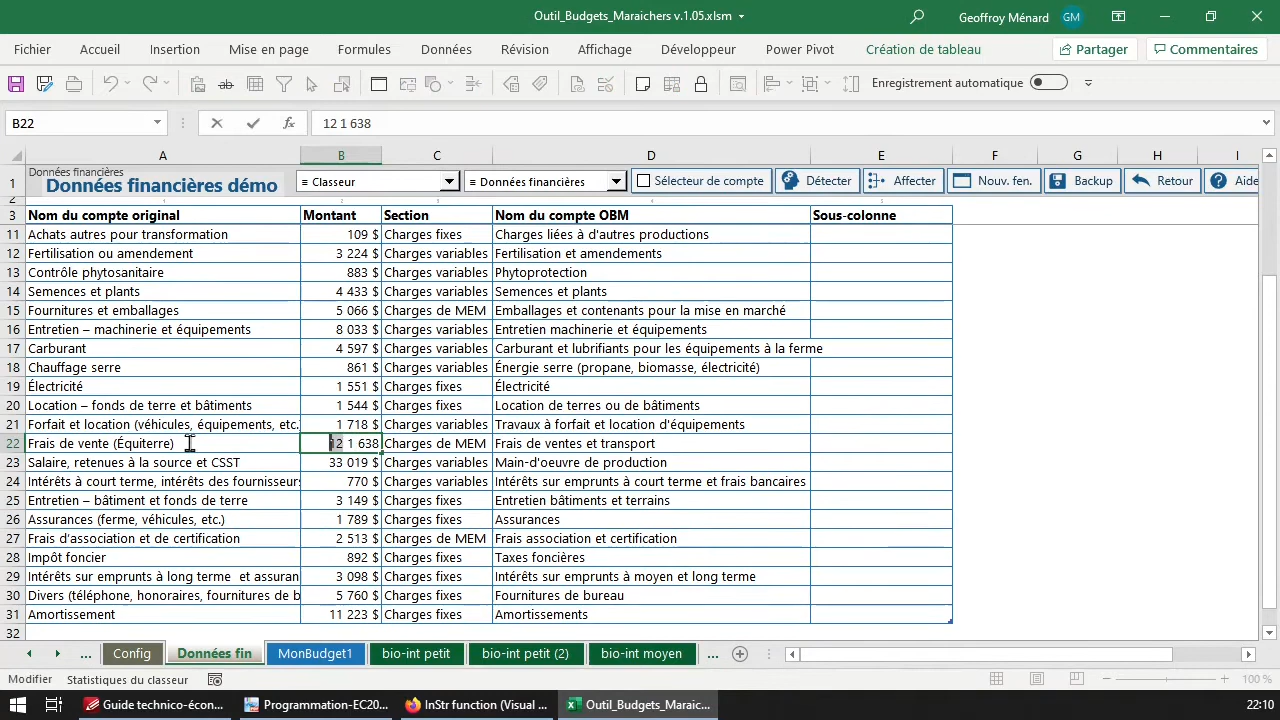 Outil_Budgets_Maraichers v.1.05.xlsm
Geoffroy Ménard GM
Fichier Accueil Insertion Mise en page Formules Données Révision Affichage Développeur Power Pivot Création de tableau Partager Commentaires
Enregistrement automatique
B22 fx 12 1 638
A B C D E F G H I
1 Données financières
Données financières démo ≡ Classeur ≡ Données financières Sélecteur de compte Détecter Affecter Nouv. fen. Backup Retour Aide
3 Nom du compte original Montant Section Nom du compte OBM Sous-colonne
11 Achats autres pour transformation 109 $ Charges fixes Charges liées à d'autres productions
12 Fertilisation ou amendement 3 224 $ Charges variables Fertilisation et amendements
13 Contrôle phytosanitaire 883 $ Charges variables Phytoprotection
14 Semences et plants 4 433 $ Charges variables Semences et plants
15 Fournitures et emballages 5 066 $ Charges de MEM Emballages et contenants pour la mise en marché
16 Entretien – machinerie et équipements 8 033 $ Charges variables Entretien machinerie et équipements
17 Carburant 4 597 $ Charges variables Carburant et lubrifiants pour les équipements à la ferme
18 Chauffage serre 861 $ Charges variables Énergie serre (propane, biomasse, électricité)
19 Électricité 1 551 $ Charges fixes Électricité
20 Location – fonds de terre et bâtiments 1 544 $ Charges fixes Location de terres ou de bâtiments
21 Forfait et location (véhicules, équipements, etc. 1 718 $ Charges variables Travaux à forfait et location d'équipements
22 Frais de vente (Équiterre) 12 1 638 Charges de MEM Frais de ventes et transport
23 Salaire, retenues à la source et CSST 33 019 $ Charges variables Main-d'oeuvre de production
24 Intérêts à court terme, intérêts des fournisseurs 770 $ Charges variables Intérêts sur emprunts à court terme et frais bancaires
25 Entretien – bâtiment et fonds de terre 3 149 $ Charges fixes Entretien bâtiments et terrains
26 Assurances (ferme, véhicules, etc.) 1 789 $ Charges fixes Assurances
27 Frais d'association et de certification 2 513 $ Charges de MEM Frais association et certification
28 Impôt foncier 892 $ Charges fixes Taxes foncières
29 Intérêts sur emprunts à long terme et assuran 3 098 $ Charges fixes Intérêts sur emprunts à moyen et long terme
30 Divers (téléphone, honoraires, fournitures de b 5 760 $ Charges fixes Fournitures de bureau
31 Amortissement 11 223 $ Charges fixes Amortissements
32
... Config Données fin MonBudget1 bio-int petit bio-int petit (2) bio-int moyen ...
Modifier Statistiques du classeur 100 %
Guide technico-écon... Programmation-EC20... InStr function (Visual ... Outil_Budgets_Maraic... 22:10